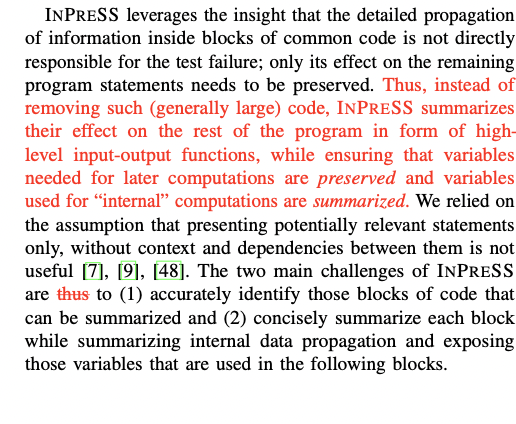 INPRESS leverages the insight that the detailed propagation
of information inside blocks of common code is not directly
responsible for the test failure; only its effect on the remaining
program statements needs to be preserved. Thus, instead of
removing such (generally large) code, INPRESS summarizes
their effect on the rest of the program in form of high-
level input-output functions, while ensuring that variables
needed for later computations are preserved and variables
used for “internal” computations are summarized. We relied on
the assumption that presenting potentially relevant statements
only, without context and dependencies between them is not
useful [7], [9], [48]. The two main challenges of INPRESS
are thus to (1) accurately identify those blocks of code that
can be summarized and (2) concisely summarize each block
while summarizing internal data propagation and exposing
those variables that are used in the following blocks.